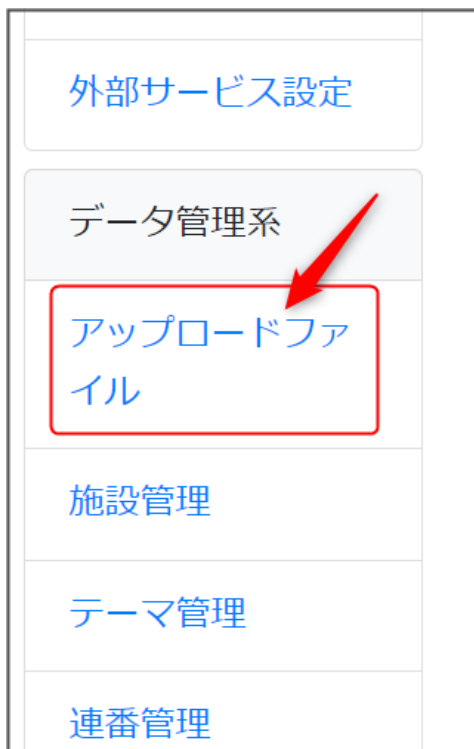 外部サービス設定
データ管理系
アップロードファ
イル
施設管理
テーマ管理
連番管理